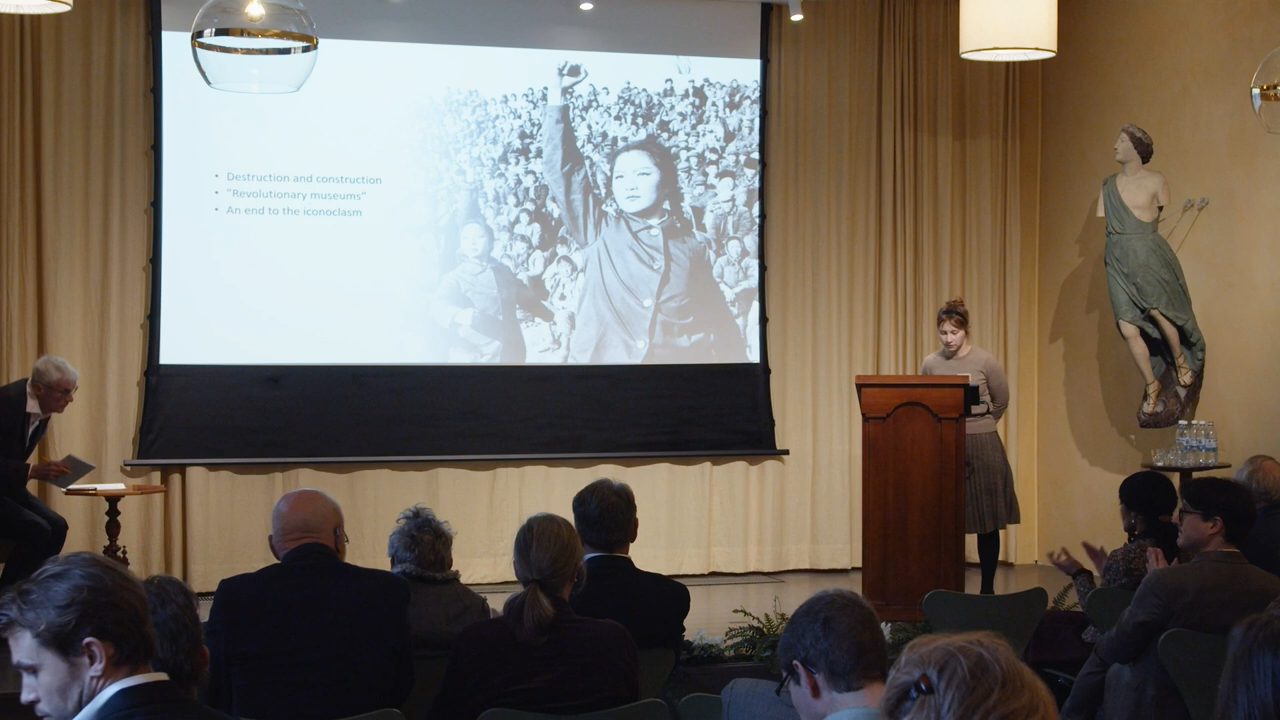 • Destruction and construction
• "Revolutionary museums"
• An end to the iconoclasm